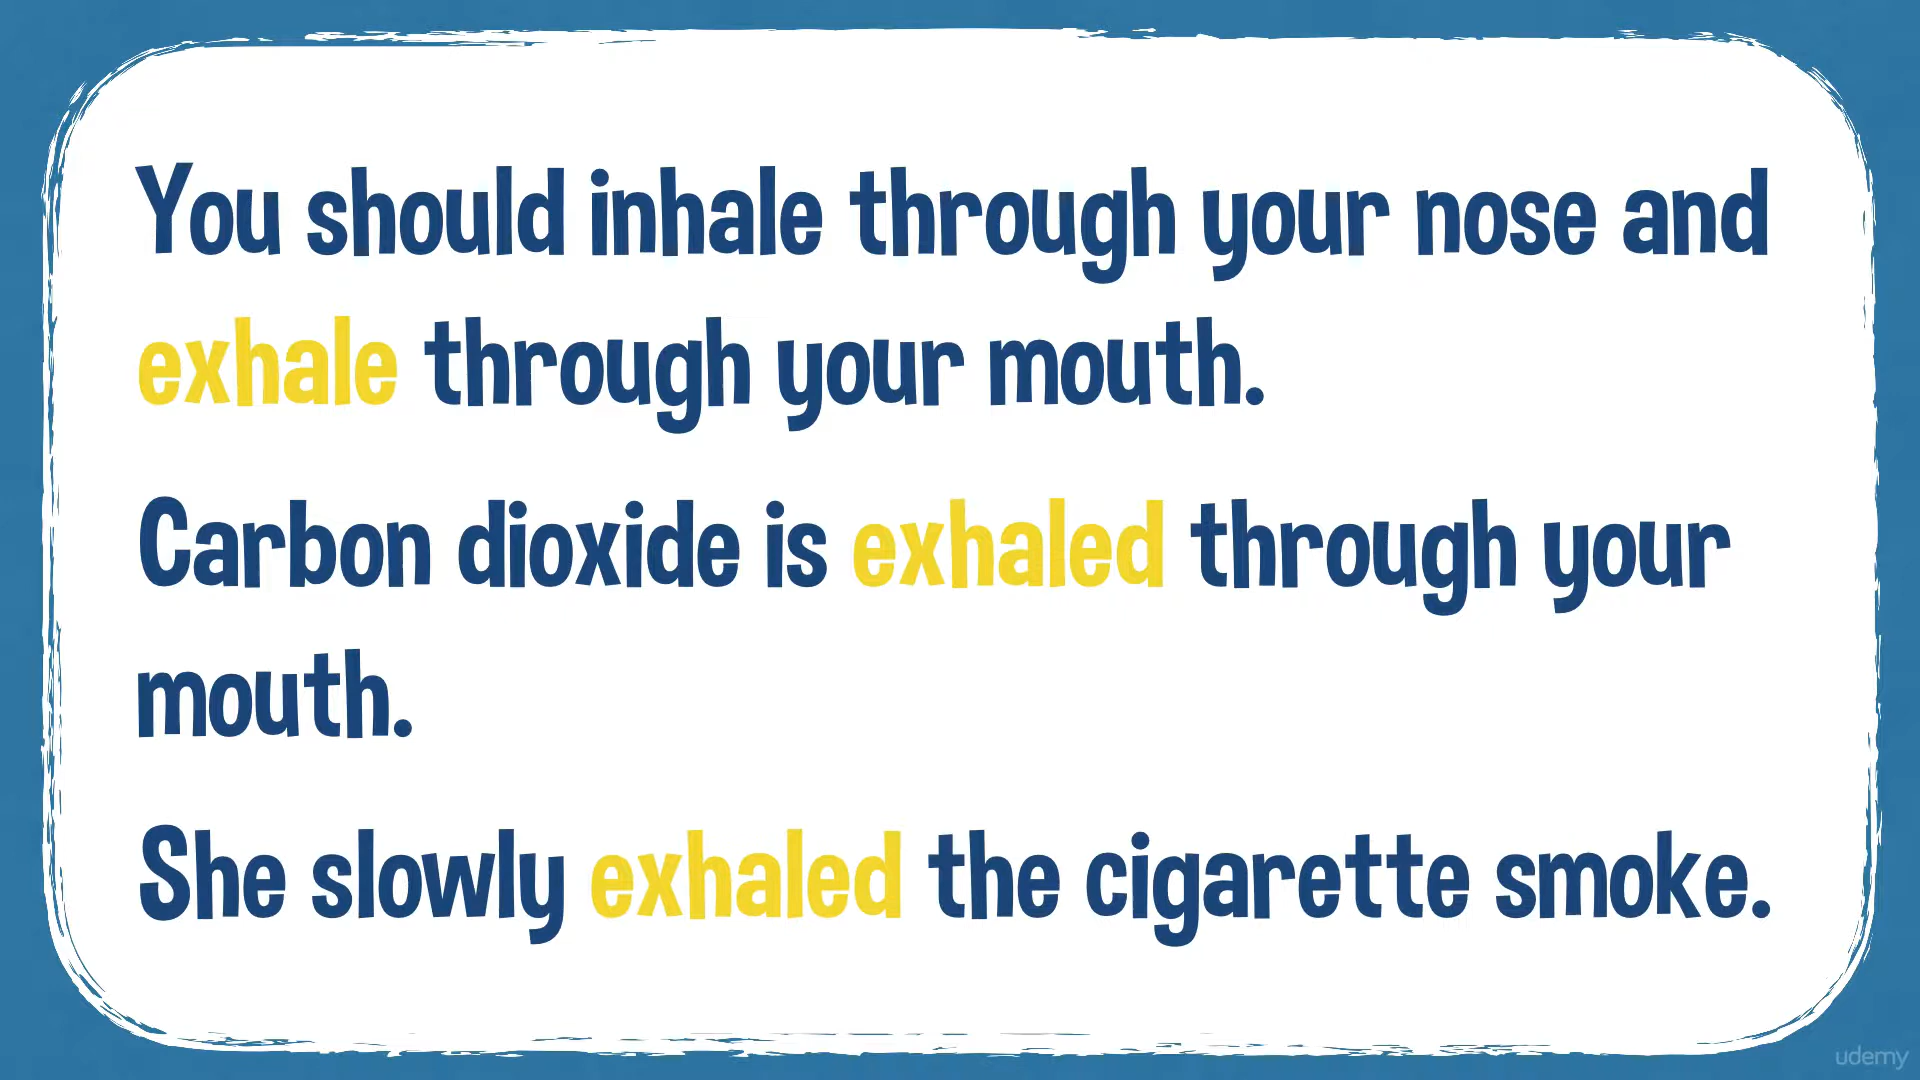 You should inhale through your nose and
exhale through your mouth.
Carbon dioxide is exhaled through your
mouth.
She slowly exhaled the cigarette smoke.
udemy